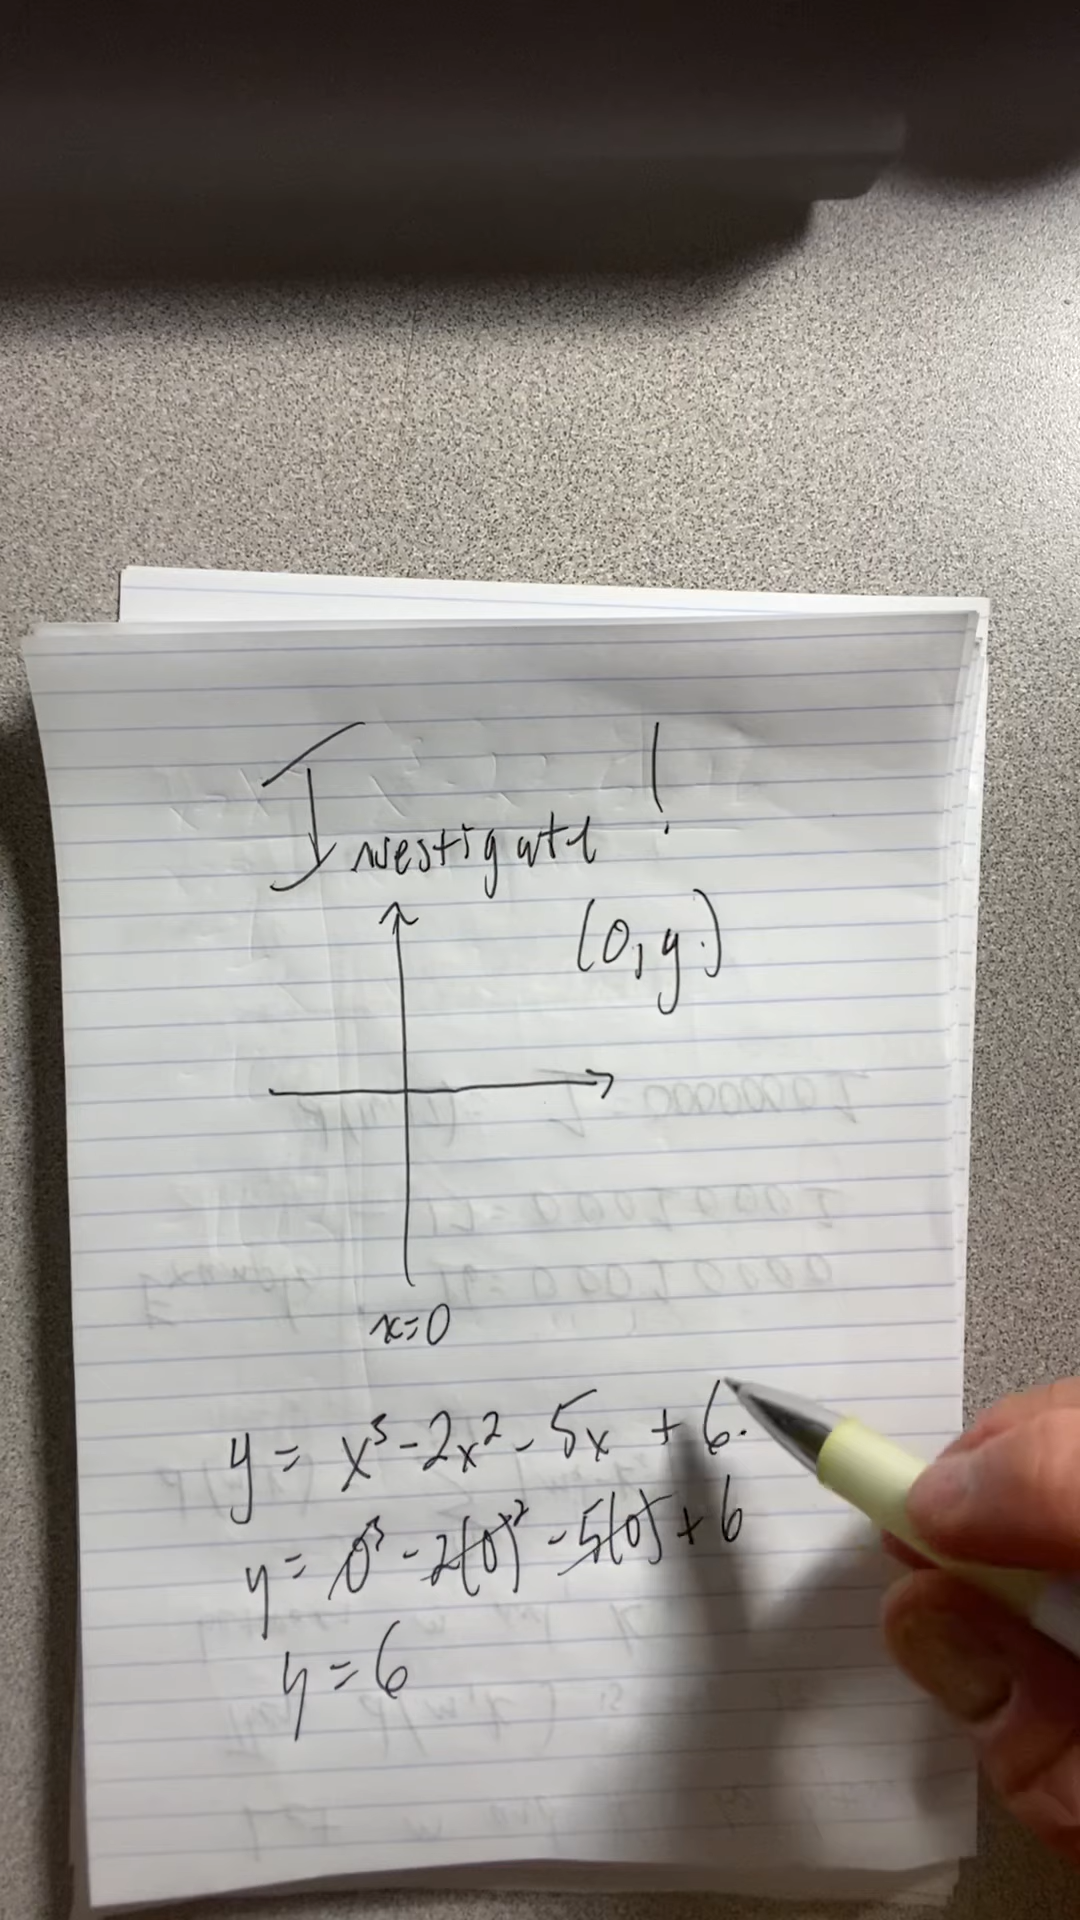 Investigate!
(0, y.)
x=0
y = x³ - 2x² - 5x + 6.
y = 0³ - 2(0)² - 5(0) + 6
y = 6